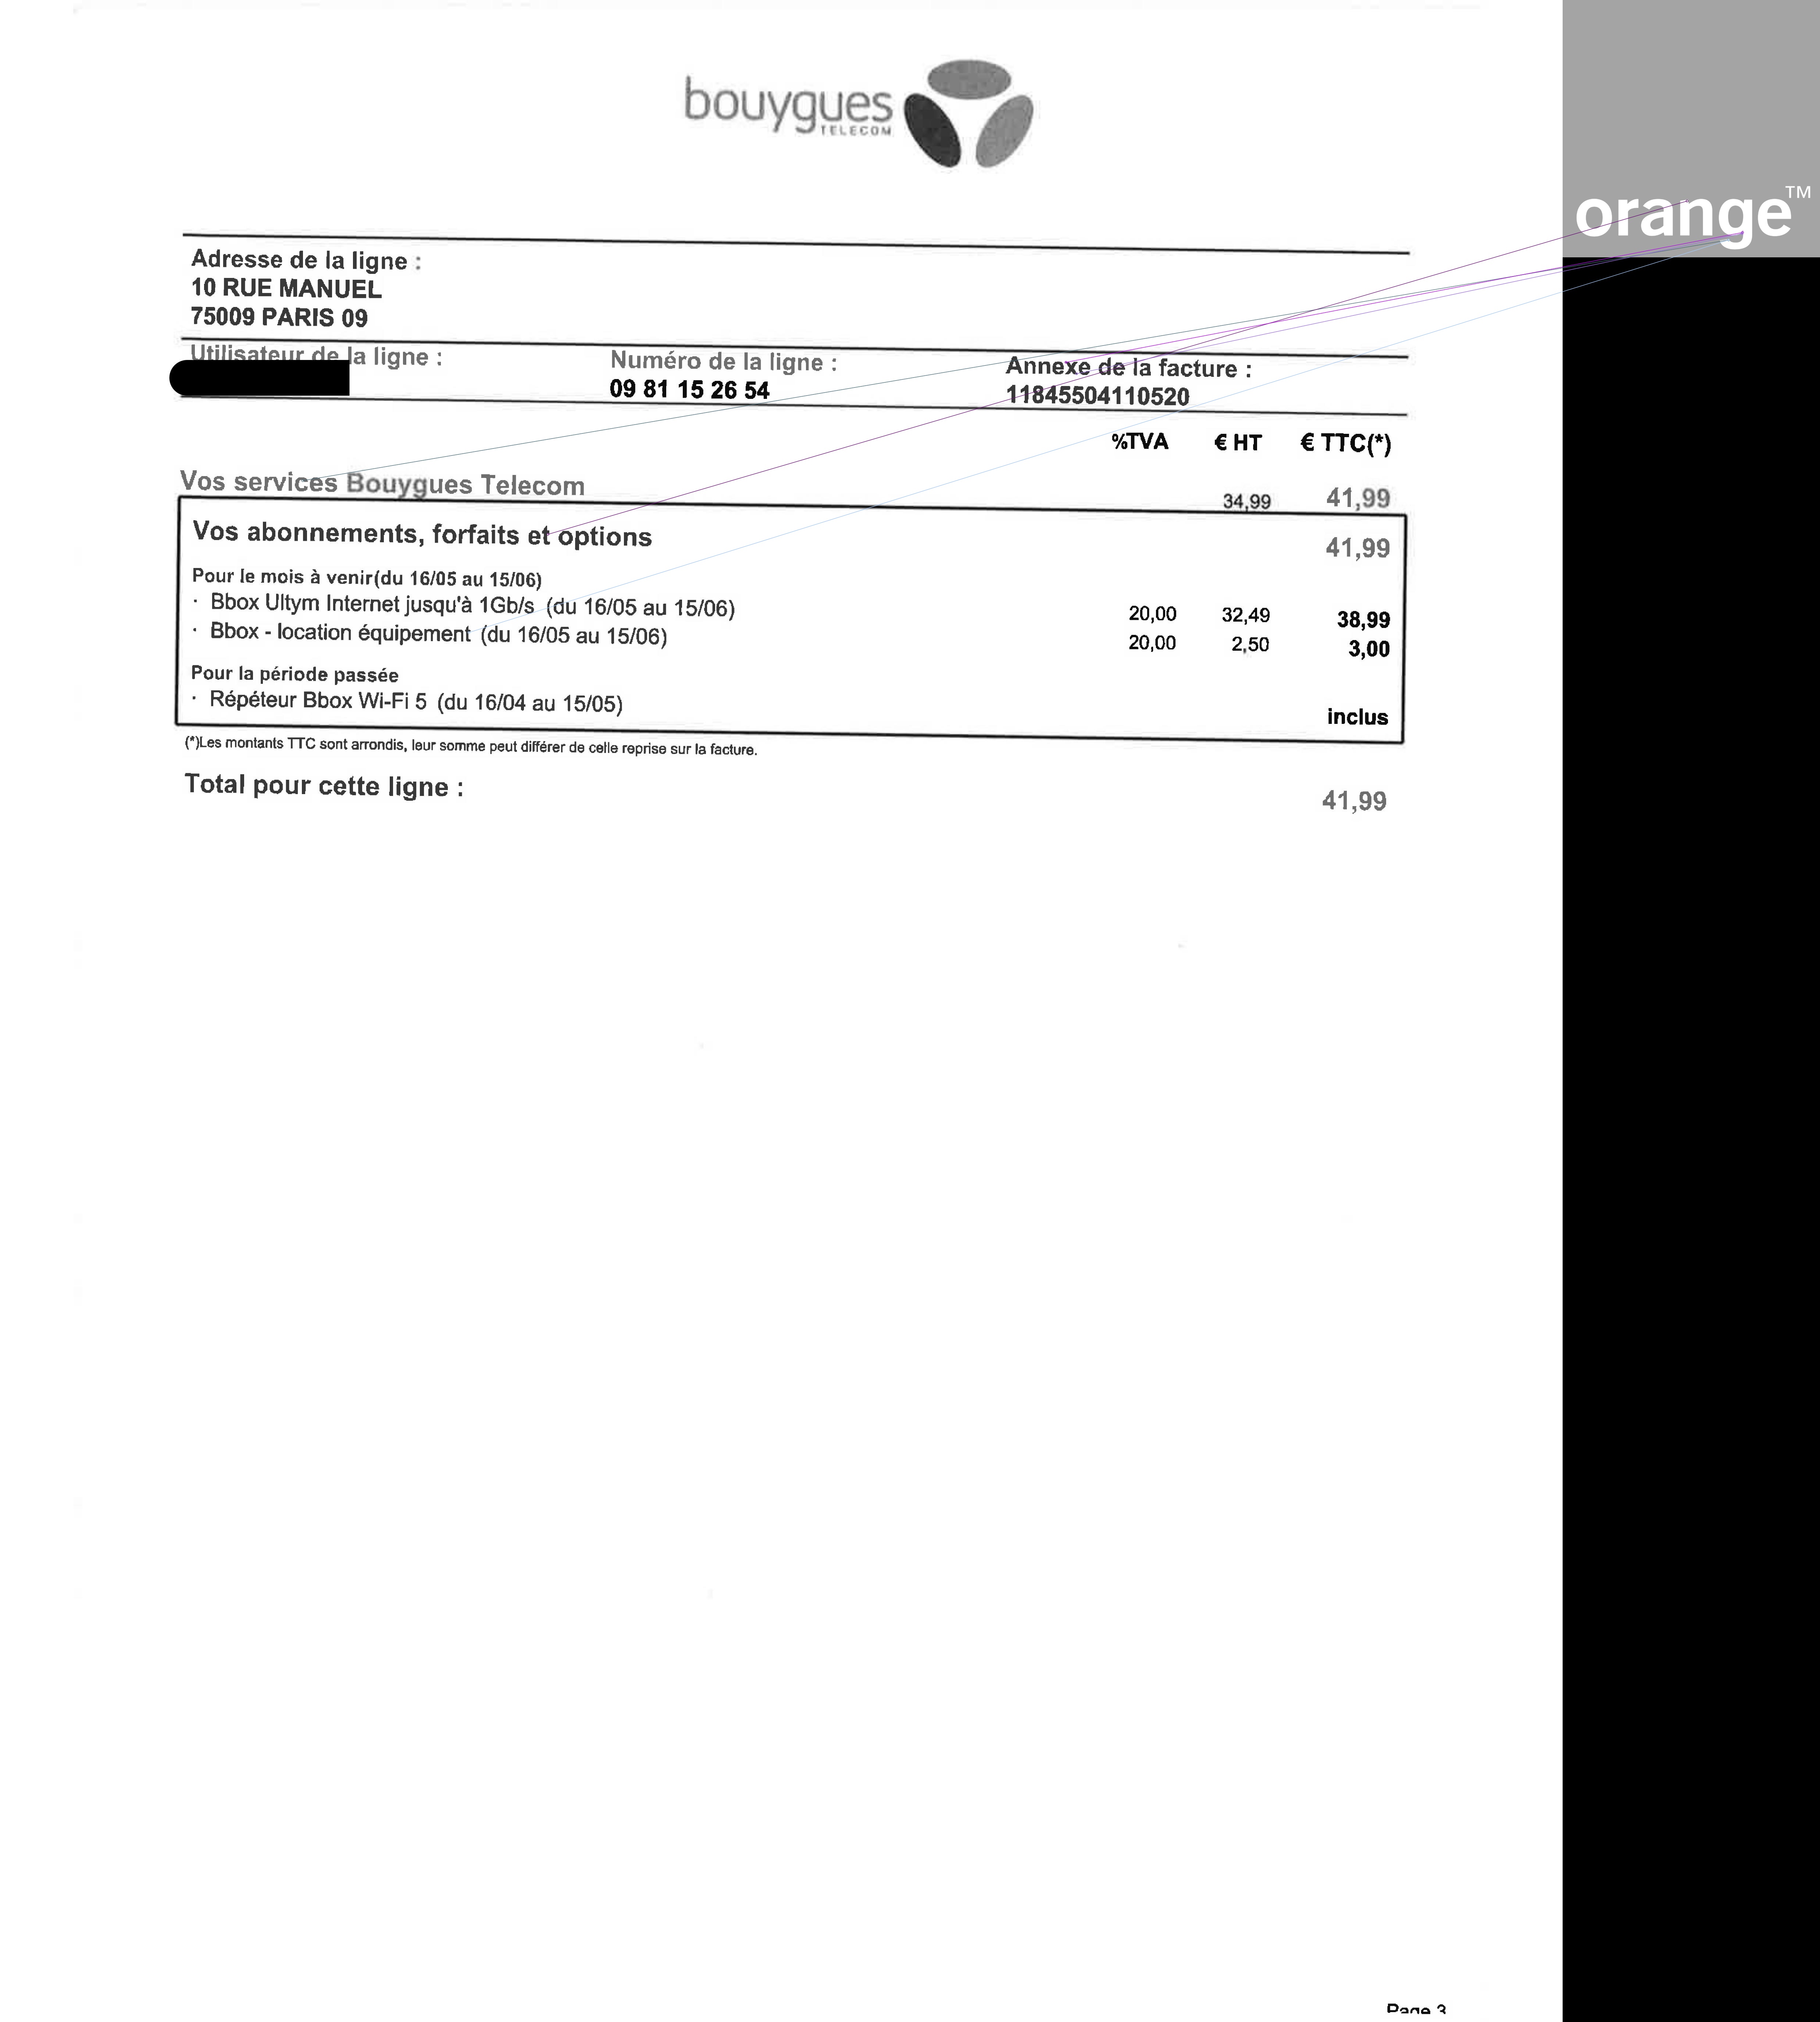 bouygues
TELECOM
orange™
Adresse de la ligne :
10 RUE MANUEL
75009 PARIS 09
Utilisateur de la ligne :
Numéro de la ligne :
09 81 15 26 54
Annexe de la facture :
11845504110520
%TVA € HT € TTC(*)
Vos services Bouygues Telecom 34,99 41,99
Vos abonnements, forfaits et options 41,99
Pour le mois à venir(du 16/05 au 15/06)
· Bbox Ultym Internet jusqu'à 1Gb/s (du 16/05 au 15/06) 20,00 32,49 38,99
· Bbox - location équipement (du 16/05 au 15/06) 20,00 2,50 3,00
Pour la période passée
· Répéteur Bbox Wi-Fi 5 (du 16/04 au 15/05) inclus
(*)Les montants TTC sont arrondis, leur somme peut différer de celle reprise sur la facture.
Total pour cette ligne : 41,99
Page 3